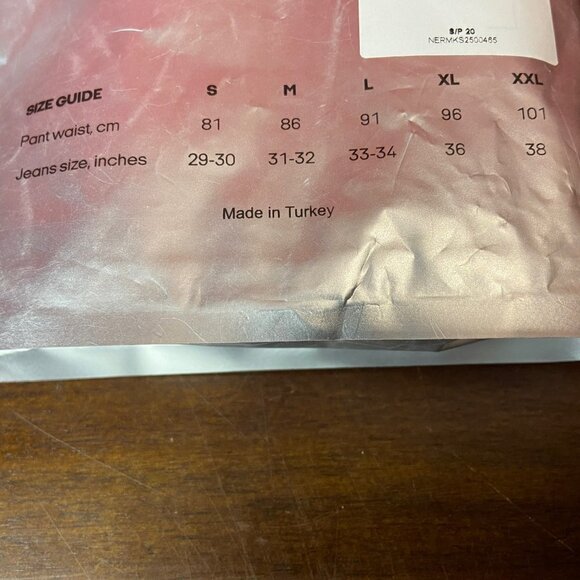 S/P 20
NERMKS2500465
SIZE GUIDE S M L XL XXL
Pant waist, cm 81 86 91 96 101
Jeans size, inches 29-30 31-32 33-34 36 38
Made in Turkey